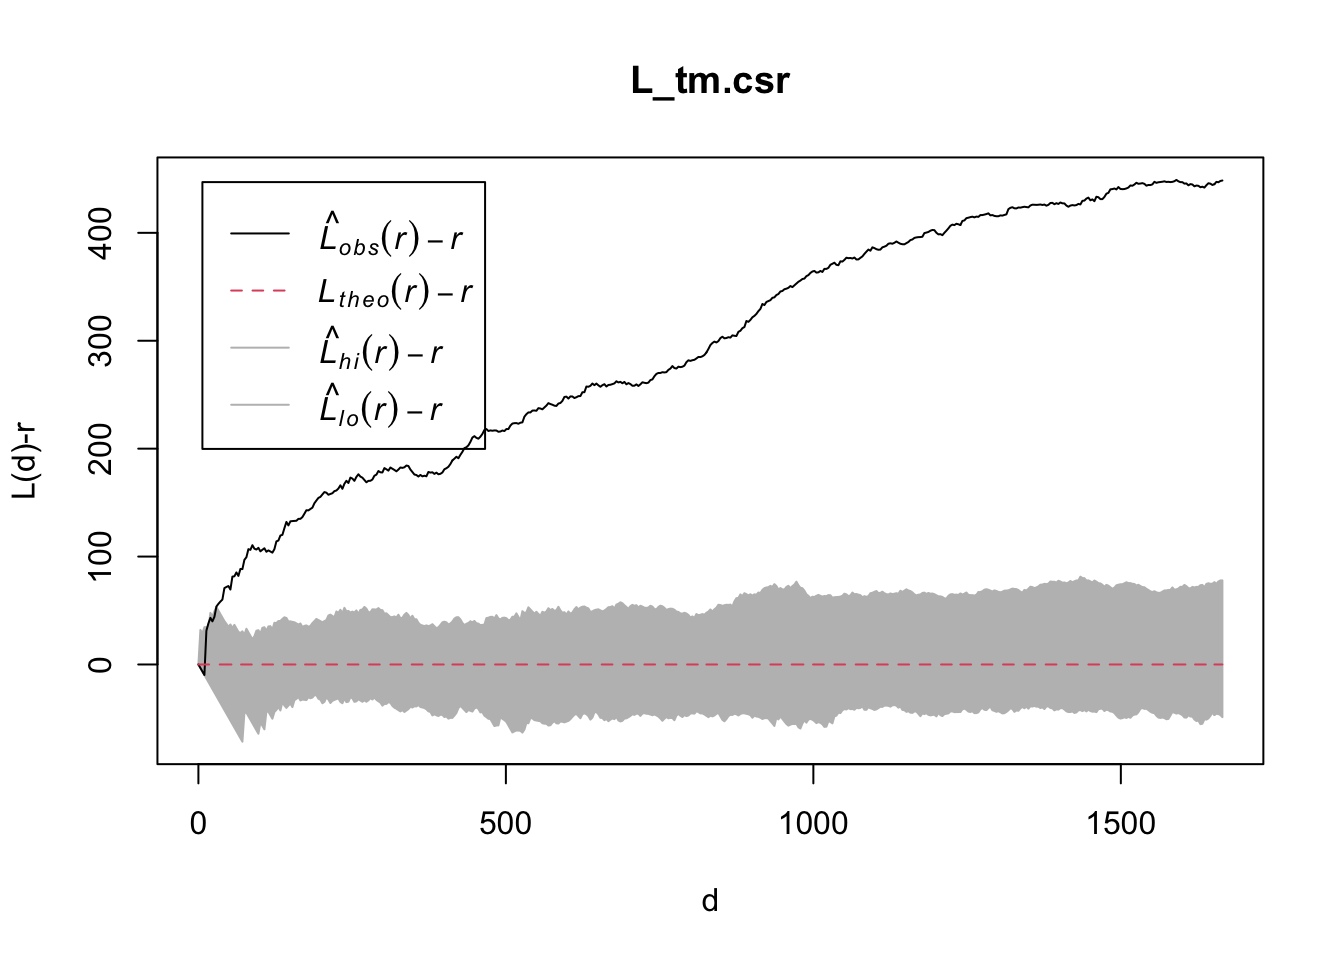 L_tm.csr
L̂obs(r) − r
Ltheo(r) − r
L̂hi(r) − r
L̂lo(r) − r
L(d)-r
400
300
200
100
0
0 500 1000 1500
d